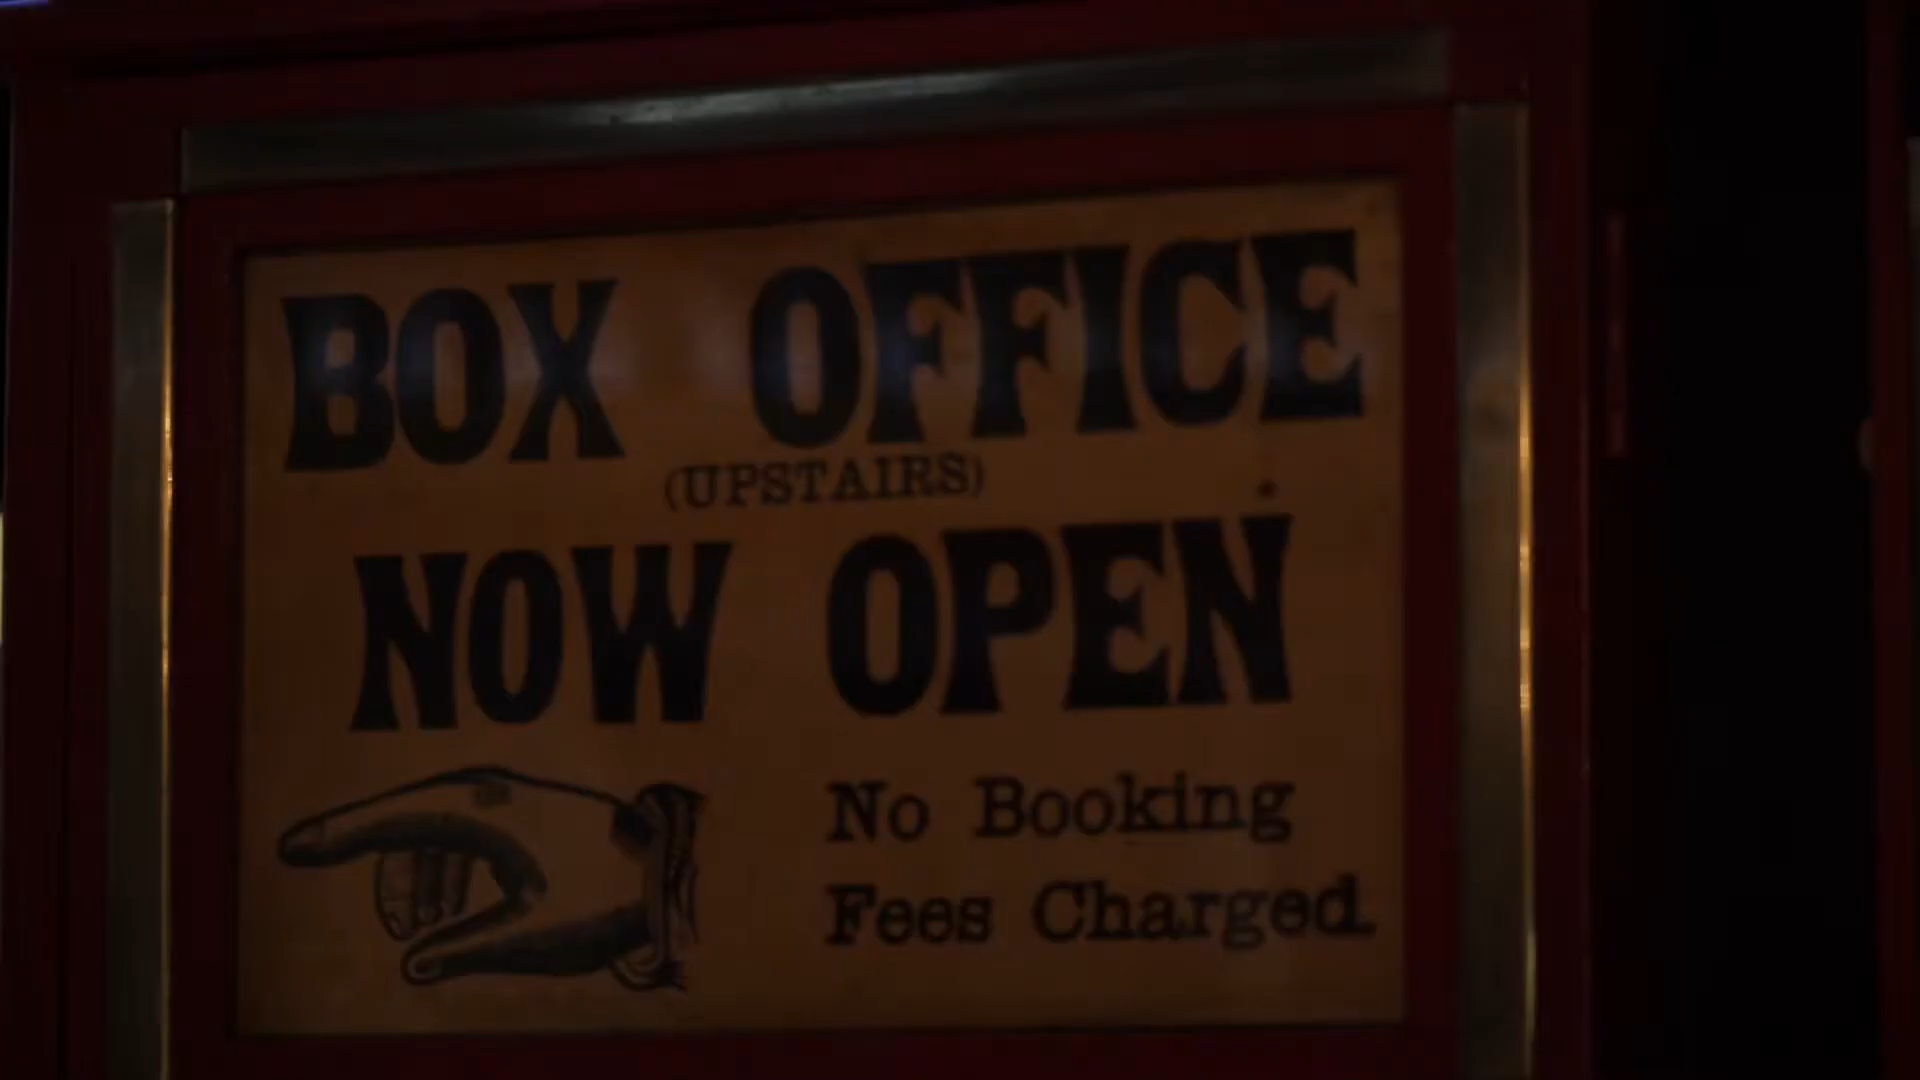 BOX OFFICE
(UPSTAIRS)
NOW OPEN
No Booking
Fees Charged.